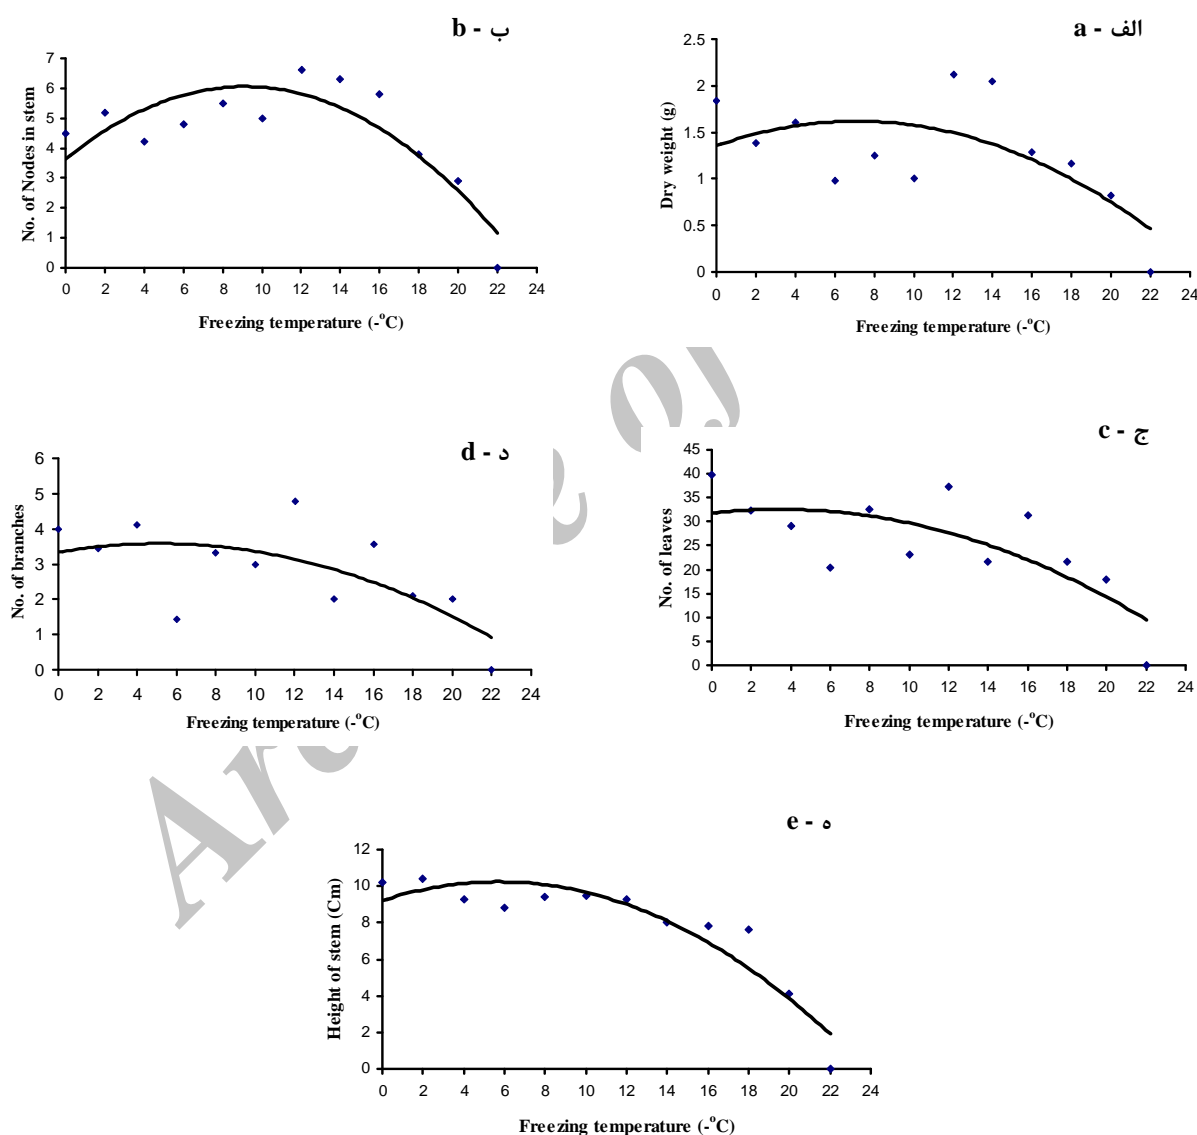 b - ب
7
6
5
4
3
2
1
0
No. of Nodes in stem
0 2 4 6 8 10 12 14 16 18 20 22 24
Freezing temperature (-°C)
a - الف
2.5
2
1.5
1
0.5
0
Dry weight (g)
0 2 4 6 8 10 12 14 16 18 20 22 24
Freezing temperature (-°C)
d - د
6
5
4
3
2
1
0
No. of branches
0 2 4 6 8 10 12 14 16 18 20 22 24
Freezing temperature (-°C)
c - ج
45
40
35
30
25
20
15
10
5
0
No. of leaves
0 2 4 6 8 10 12 14 16 18 20 22 24
Freezing temperature (-°C)
e - ه
12
10
8
6
4
2
0
Height of stem (Cm)
0 2 4 6 8 10 12 14 16 18 20 22 24
Freezing temperature (-°C)